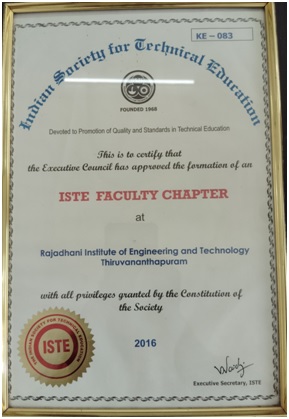 KE - 083
Indian Society for Technical Education
FOUNDED 1968
Devoted to Promotion of Quality and Standards in Technical Education
This is to certify that
the Executive Council has approved the formation of an
ISTE FACULTY CHAPTER
at
Rajadhani Institute of Engineering and Technology
Thiruvananthapuram
with all privileges granted by the Constitution of
the Society
2016
ISTE
Executive Secretary, ISTE